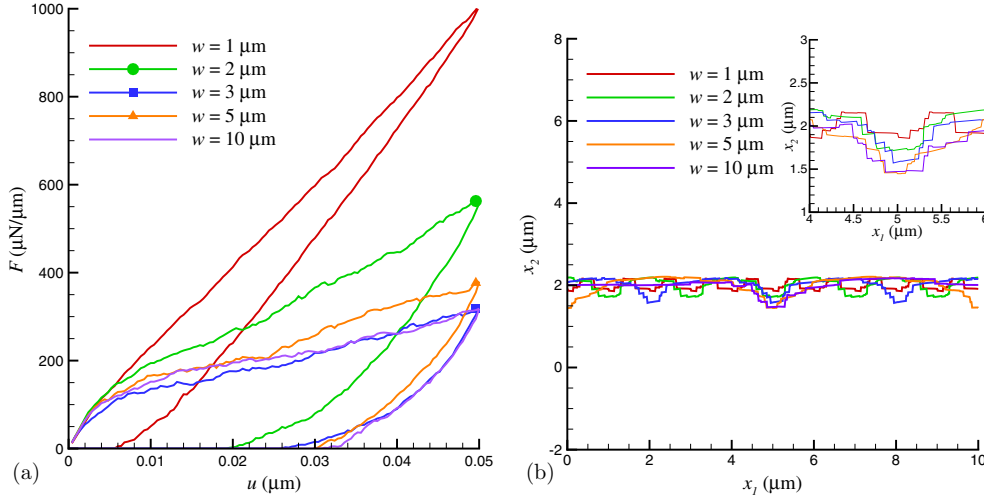 1000
800
600
400
200
0
F (μN/μm)
w = 1 μm
w = 2 μm
w = 3 μm
w = 5 μm
w = 10 μm
0 0.01 0.02 0.03 0.04 0.05
u (μm)
(a)
8
6
4
2
0
-2
x2 (μm)
w = 1 μm
w = 2 μm
w = 3 μm
w = 5 μm
w = 10 μm
3
2.5
2
1.5
1
x2 (μm)
4 4.5 5 5.5 6
x1 (μm)
0 2 4 6 8 10
x1 (μm)
(b)